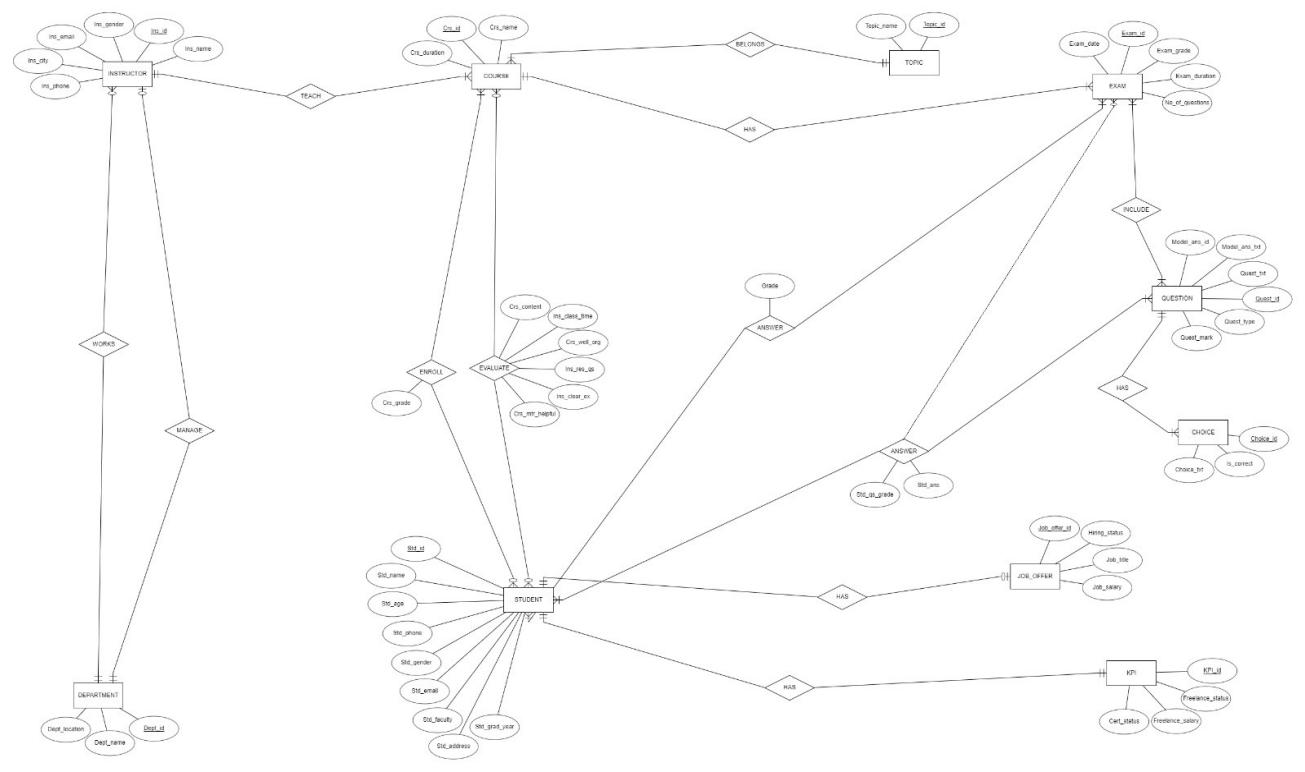 Ins_gender
Ins_email
Ins_id
Ins_name
Ins_city
Ins_phone
INSTRUCTOR
TEACH
Crs_id
Crs_name
Crs_duration
COURSE
BELONGS
Topic_name
Topic_id
TOPIC
HAS
Exam_date
Exam_id
Exam_grade
Exam_duration
No_of_questions
EXAM
INCLUDE
Model_ans_id
Model_ans_txt
Quest_txt
Quest_id
Quest_type
Quest_mark
QUESTION
HAS
CHOICE
Choice_id
Is_correct
Choice_txt
Grade
ANSWER
WORKS
MANAGE
ENROLL
Crs_grade
EVALUATE
Crs_content
Ins_class_time
Crs_well_org
Ins_res_qs
Ins_clear_ex
Crs_mtr_helpful
ANSWER
Std_qs_grade
Std_ans
Std_id
Std_name
Std_age
Std_phone
Std_gender
Std_email
Std_faculty
Std_address
Std_grad_year
STUDENT
HAS
Job_offer_id
Hiring_status
Job_title
Job_salary
JOB_OFFER
HAS
KPI
KPI_id
Freelance_status
Freelance_salary
Cert_status
DEPARTMENT
Dept_location
Dept_name
Dept_id